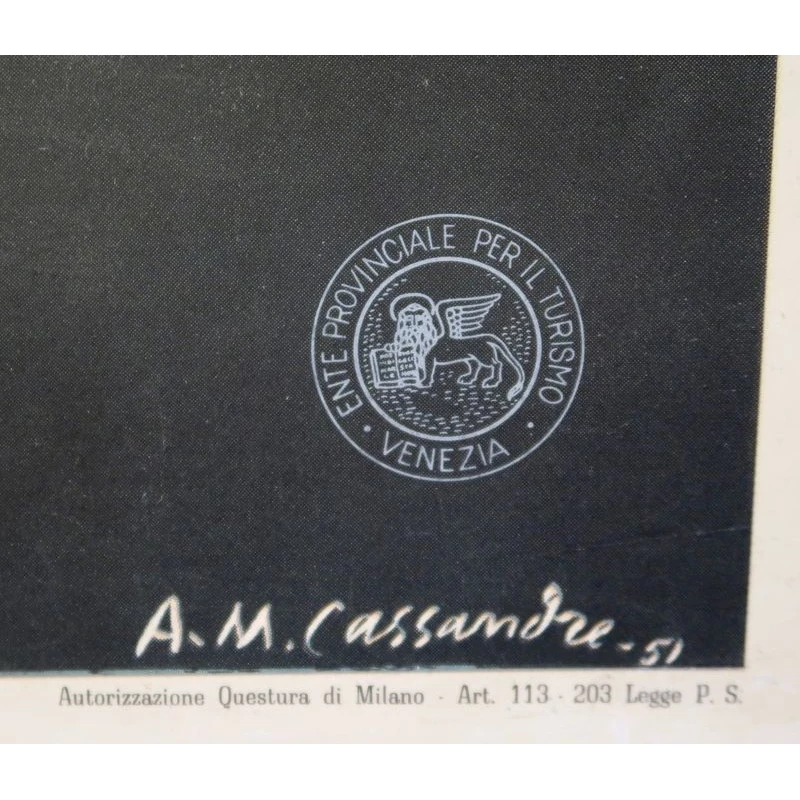 ENTE PROVINCIALE PER IL TURISMO
• VENEZIA •
A. M. Cassandre - 51
Autorizzazione Questura di Milano - Art. 113 - 203 Legge P. S.